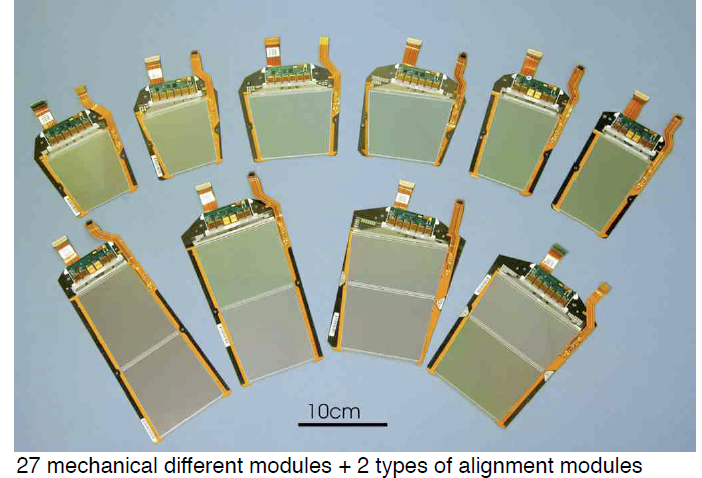 10cm
27 mechanical different modules + 2 types of alignment modules